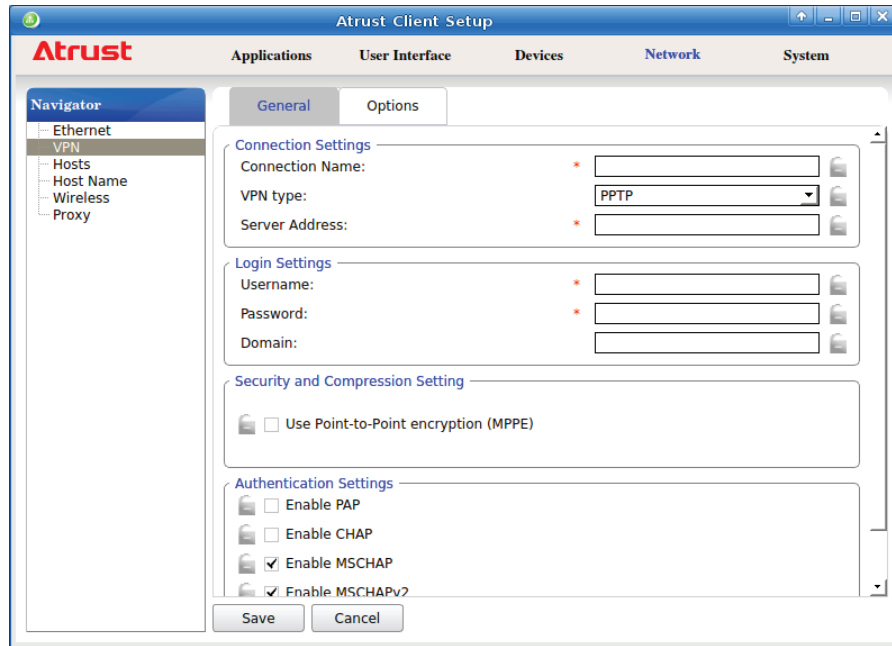 Atrust Client Setup
Atrust Applications User Interface Devices Network System
Navigator
Ethernet
VPN
Hosts
Host Name
Wireless
Proxy
General Options
Connection Settings
Connection Name: *
VPN type: PPTP
Server Address: *
Login Settings
Username: *
Password: *
Domain:
Security and Compression Setting
Use Point-to-Point encryption (MPPE)
Authentication Settings
Enable PAP
Enable CHAP
Enable MSCHAP
Enable MSCHAPv2
Save Cancel